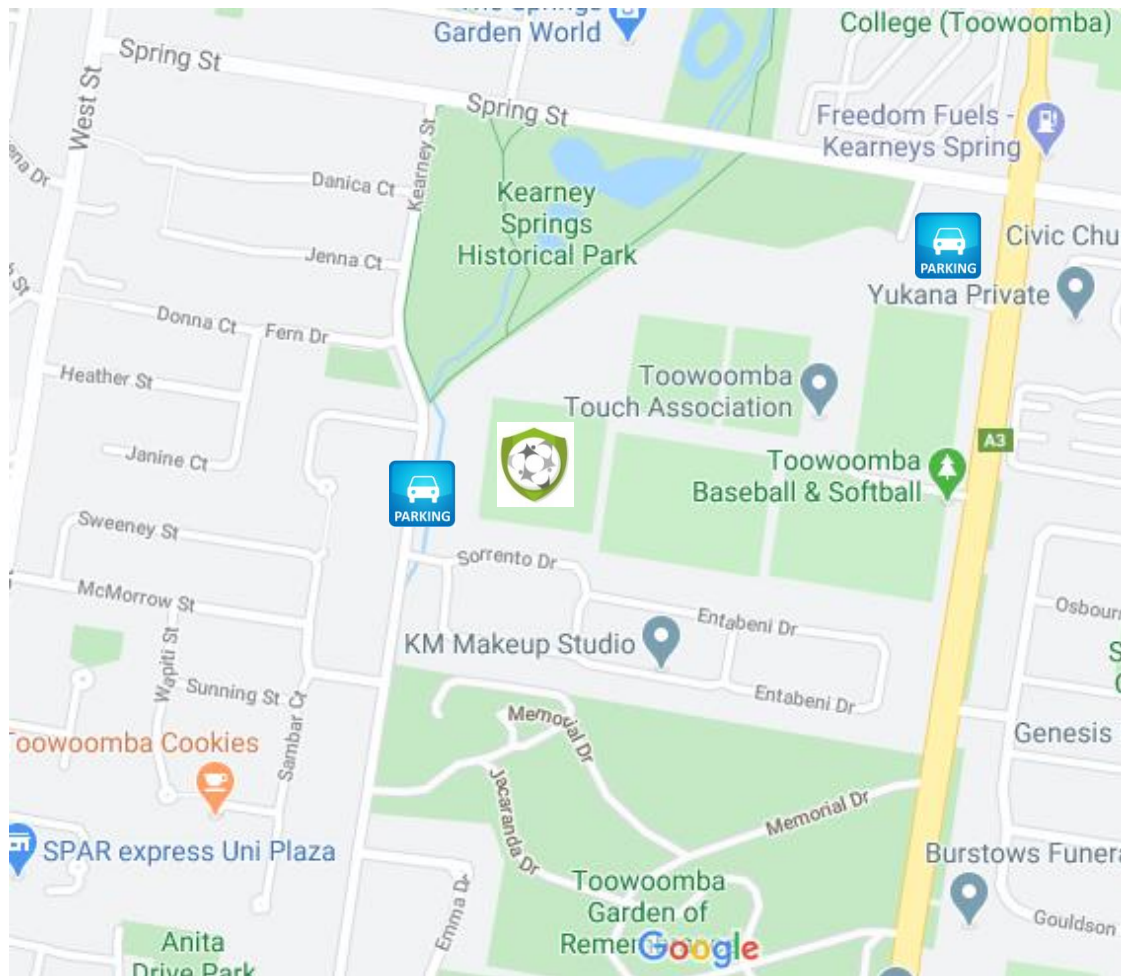 Garden World
College (Toowoomba)
Spring St
West St
Spring St
Freedom Fuels -
Kearneys Spring
Kearney St
Danica Ct
Kearney
Springs
Historical Park
PARKING
Civic Chu
Jenna Ct
Yukana Private
Donna Ct
Fern Dr
Heather St
Toowoomba
Touch Association
A3
Janine Ct
Toowoomba
Baseball & Softball
PARKING
Sweeney St
Sorrento Dr
McMorrow St
Entabeni Dr
Osbourn
KM Makeup Studio
Wapiti St
Sunning St
Sambar Ct
Entabeni Dr
Memorial Dr
Genesis
Toowoomba Cookies
Jacaranda Dr
Memorial Dr
SPAR express Uni Plaza
Burstows Funera
Emma Dr
Toowoomba
Garden of
Google
Gouldson
Anita
Drive Park